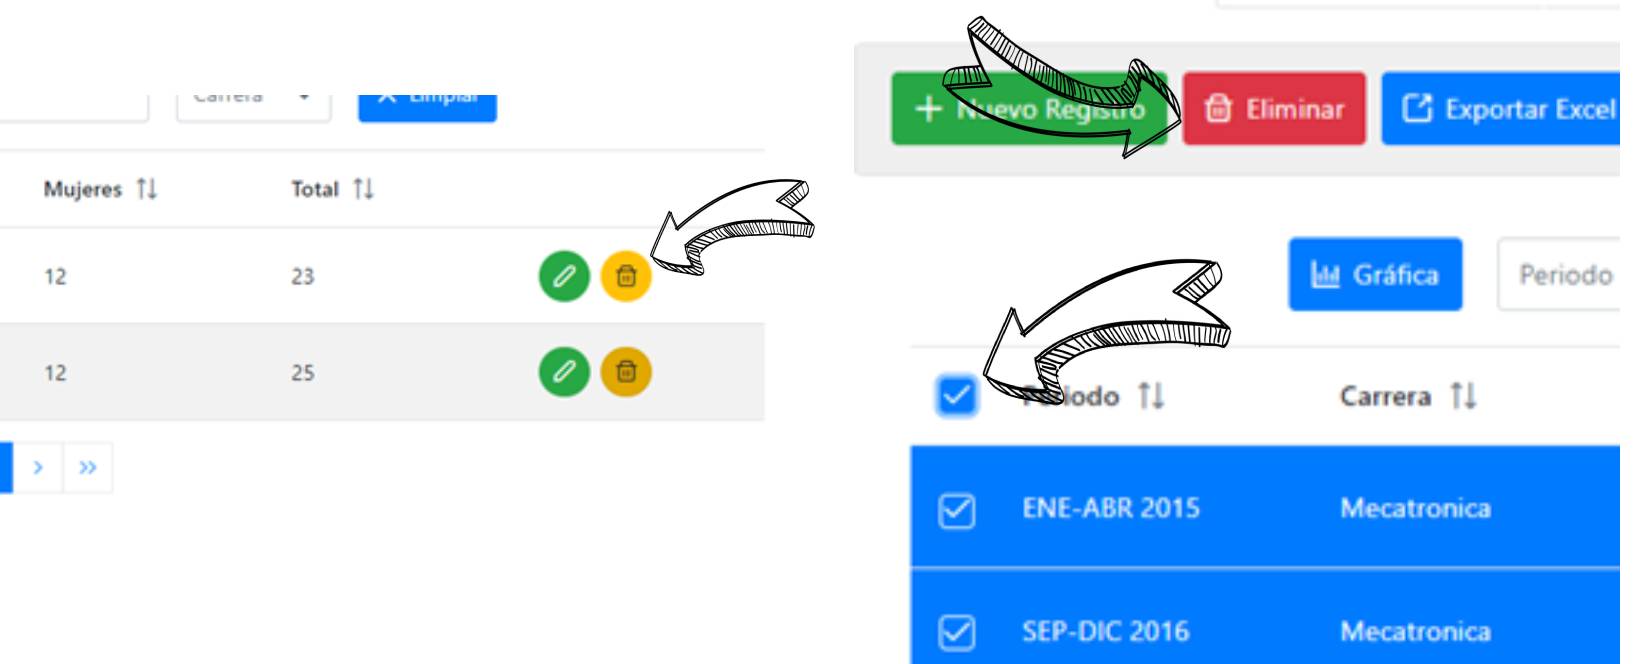 Carrera
Limpiar
Mujeres
Total
12
23
12
25
Nuevo Registro
Eliminar
Exportar Excel
Gráfica
Periodo
Periodo
Carrera
ENE-ABR 2015
Mecatronica
SEP-DIC 2016
Mecatronica